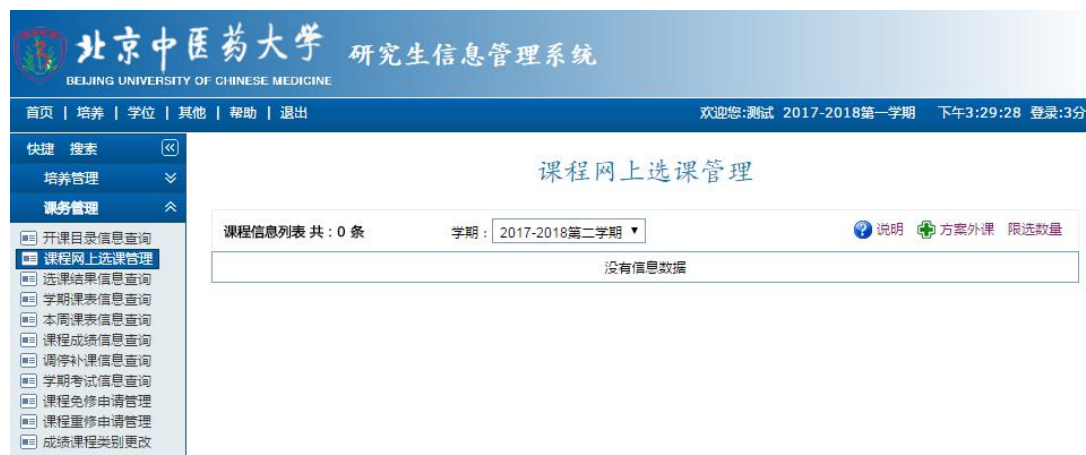 北京中医药大学 研究生信息管理系统
BEIJING UNIVERSITY OF CHINESE MEDICINE
首页 | 培养 | 学位 | 其他 | 帮助 | 退出 欢迎您:测试 2017-2018第一学期 下午3:29:28 登录:3分
快捷 搜索
培养管理
课务管理
开课目录信息查询
课程网上选课管理
选课结果信息查询
学期课表信息查询
本周课表信息查询
课程成绩信息查询
调停补课信息查询
学期考试信息查询
课程免修申请管理
课程重修申请管理
成绩课程类别更改
课程网上选课管理
课程信息列表 共：0 条 学期： 2017-2018第二学期 说明 方案外课 限选数量
没有信息数据